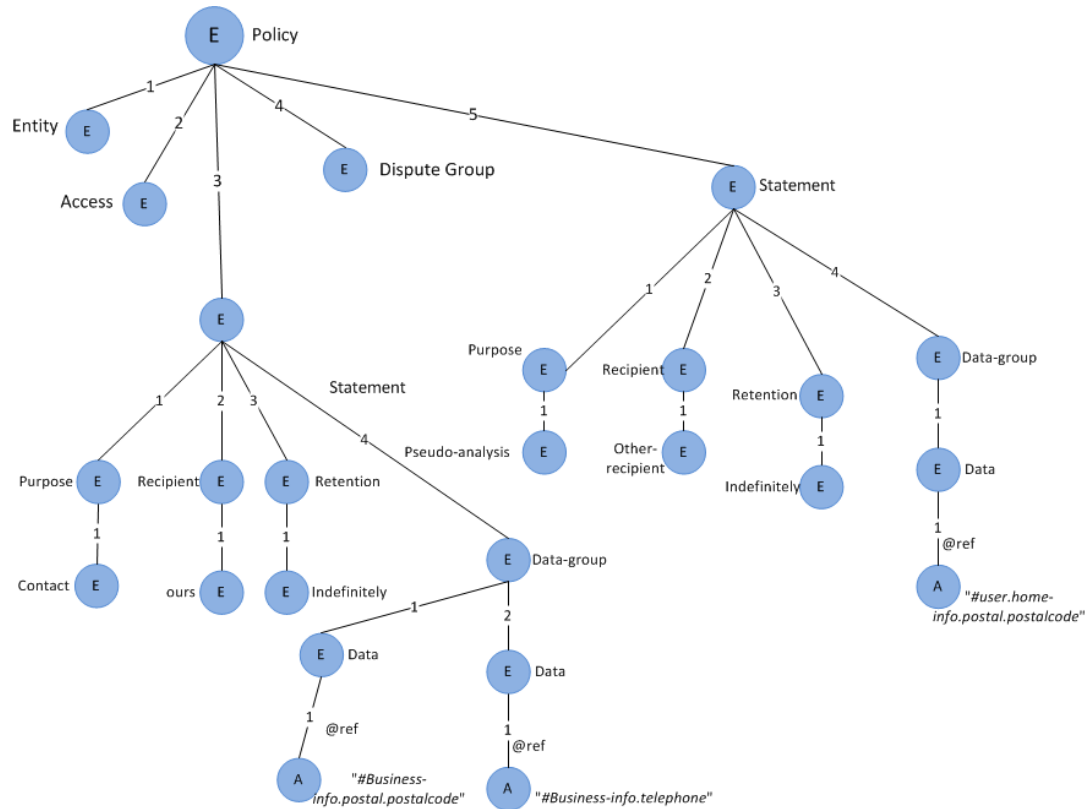 E Policy
1
4
Entity E
2
5
E Dispute Group
3
E Statement
Access E
1
2
3
4
E
Purpose
E
Recipient E
E Data-group
Statement
Retention E
1
2
3
4
1
1
1
1
Pseudo-analysis E
Other-
recipient
E
E Data
Purpose E
Recipient E
E Retention
Indefinitely E
1
1
1
1
@ref
E Data-group
Contact E
ours E
E Indefinitely
A "#user.home-
info.postal.postalcode"
1
2
E Data
E Data
1
@ref
1
@ref
A "#Business-
info.postal.postalcode"
A "#Business-info.telephone"